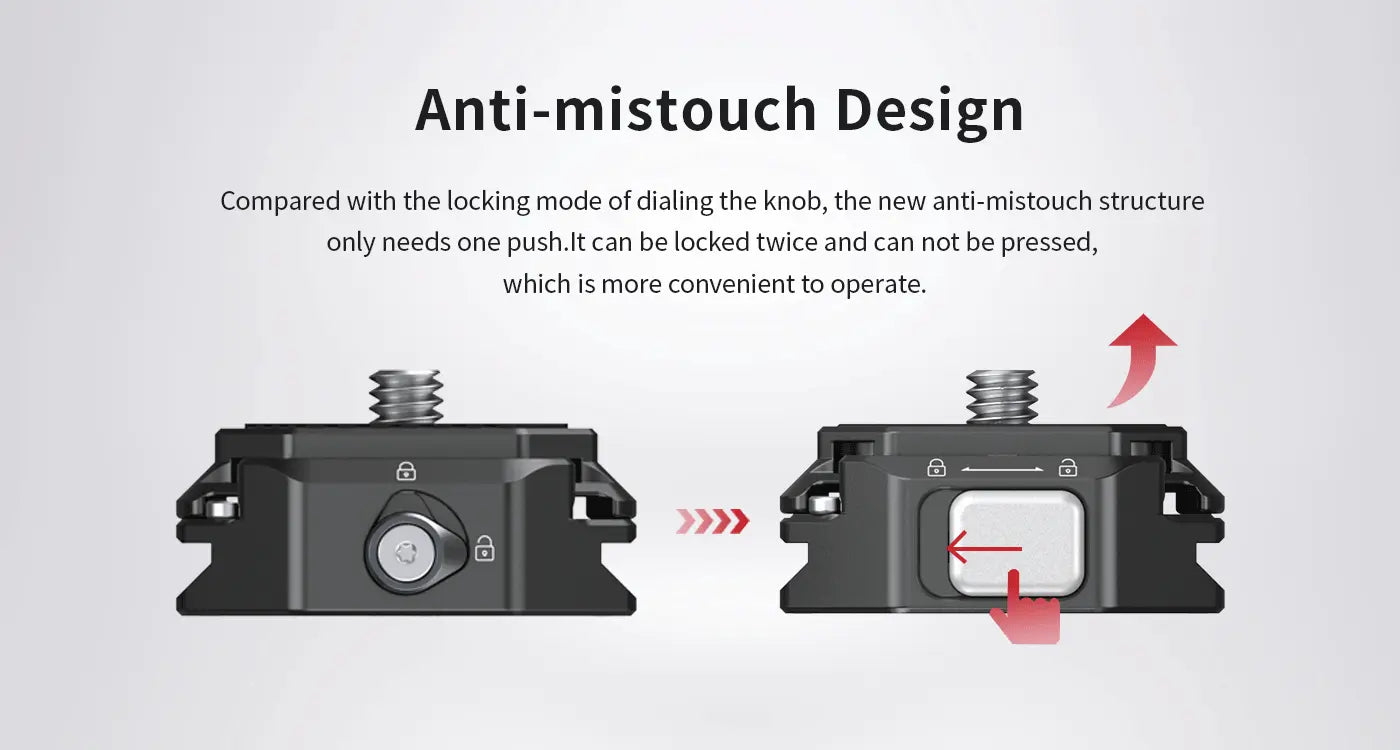 Anti-mistouch Design
Compared with the locking mode of dialing the knob, the new anti-mistouch structure
only needs one push.It can be locked twice and can not be pressed,
which is more convenient to operate.